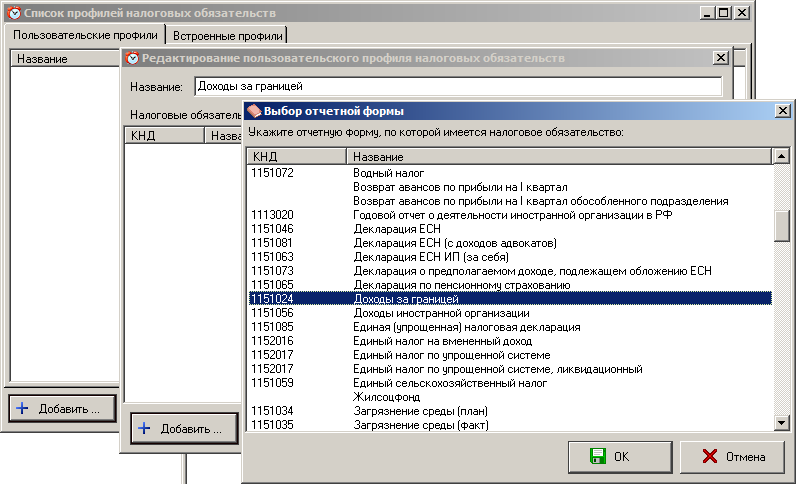 Список профилей налоговых обязательств
Пользовательские профили Встроенные профили
Название
Редактирование пользовательского профиля налоговых обязательств
Название: Доходы за границей
Налоговые обязател
КНД Назва
Выбор отчетной формы
Укажите отчетную форму, по которой имеется налоговое обязательство:
КНД Название
1151072 Водный налог
Возврат авансов по прибыли на I квартал
Возврат авансов по прибыли на I квартал обособленного подразделения
1113020 Годовой отчет о деятельности иностранной организации в РФ
1151046 Декларация ЕСН
1151081 Декларация ЕСН (с доходов адвокатов)
1151063 Декларация ЕСН ИП (за себя)
1151073 Декларация о предполагаемом доходе, подлежащем обложению ЕСН
1151065 Декларация по пенсионному страхованию
1151024 Доходы за границей
1151056 Доходы иностранной организации
1151085 Единая (упрощенная) налоговая декларация
1152016 Единый налог на вмененный доход
1152017 Единый налог по упрощенной системе
1152017 Единый налог по упрощенной системе, ликвидационный
1151059 Единый сельскохозяйственный налог
Жилсоцфонд
1151034 Загрязнение среды (план)
1151035 Загрязнение среды (факт)
Добавить ...
Добавить ...
OK Отмена